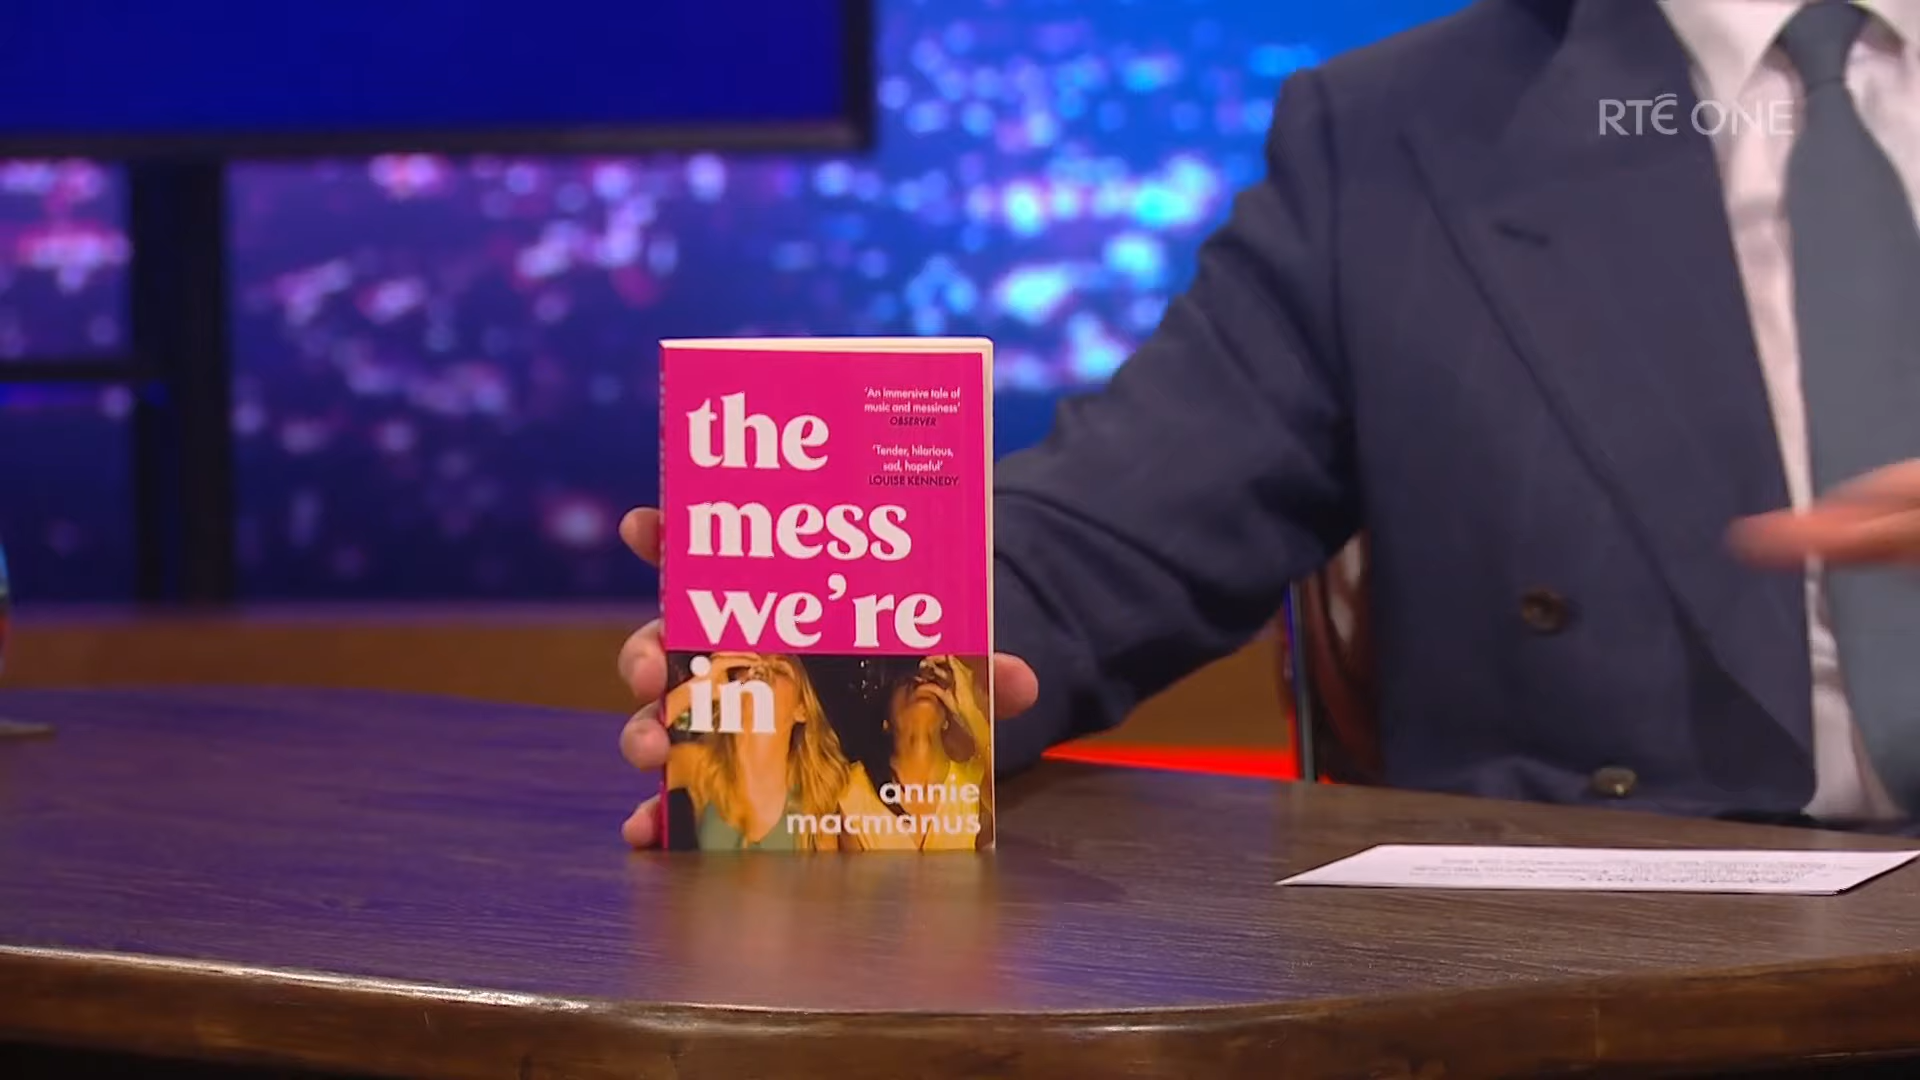 RTÉ ONE
the
mess
we're
in
'An immersive tale of
music and messiness'
OBSERVER
'Tender, hilarious,
sad, hopeful'
LOUISE KENNEDY
annie
macmanus